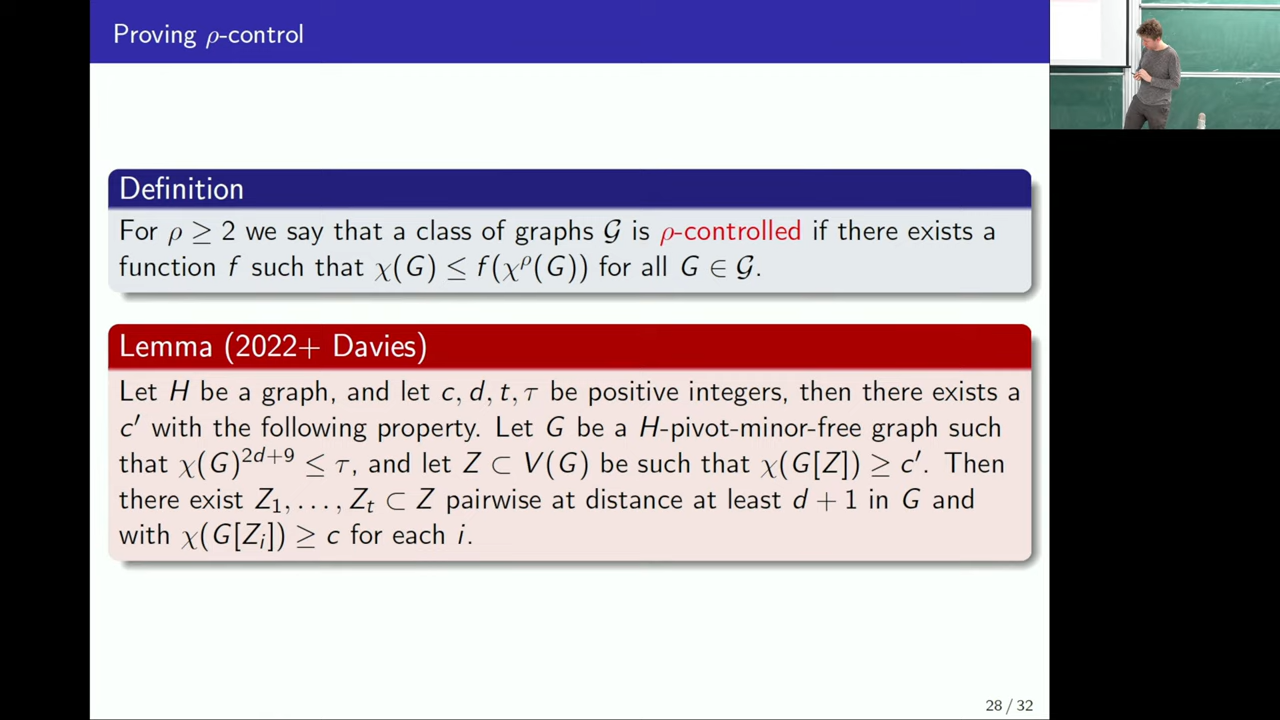 Proving ρ-control
Definition
For ρ ≥ 2 we say that a class of graphs 𝒢 is ρ-controlled if there exists a
function f such that χ(G) ≤ f(χ^ρ(G)) for all G ∈ 𝒢.
Lemma (2022+ Davies)
Let H be a graph, and let c, d, t, τ be positive integers, then there exists a
c′ with the following property. Let G be a H-pivot-minor-free graph such
that χ(G)^{2d+9} ≤ τ, and let Z ⊂ V(G) be such that χ(G[Z]) ≥ c′. Then
there exist Z₁, . . . , Z_t ⊂ Z pairwise at distance at least d + 1 in G and
with χ(G[Z_i]) ≥ c for each i.
28 / 32